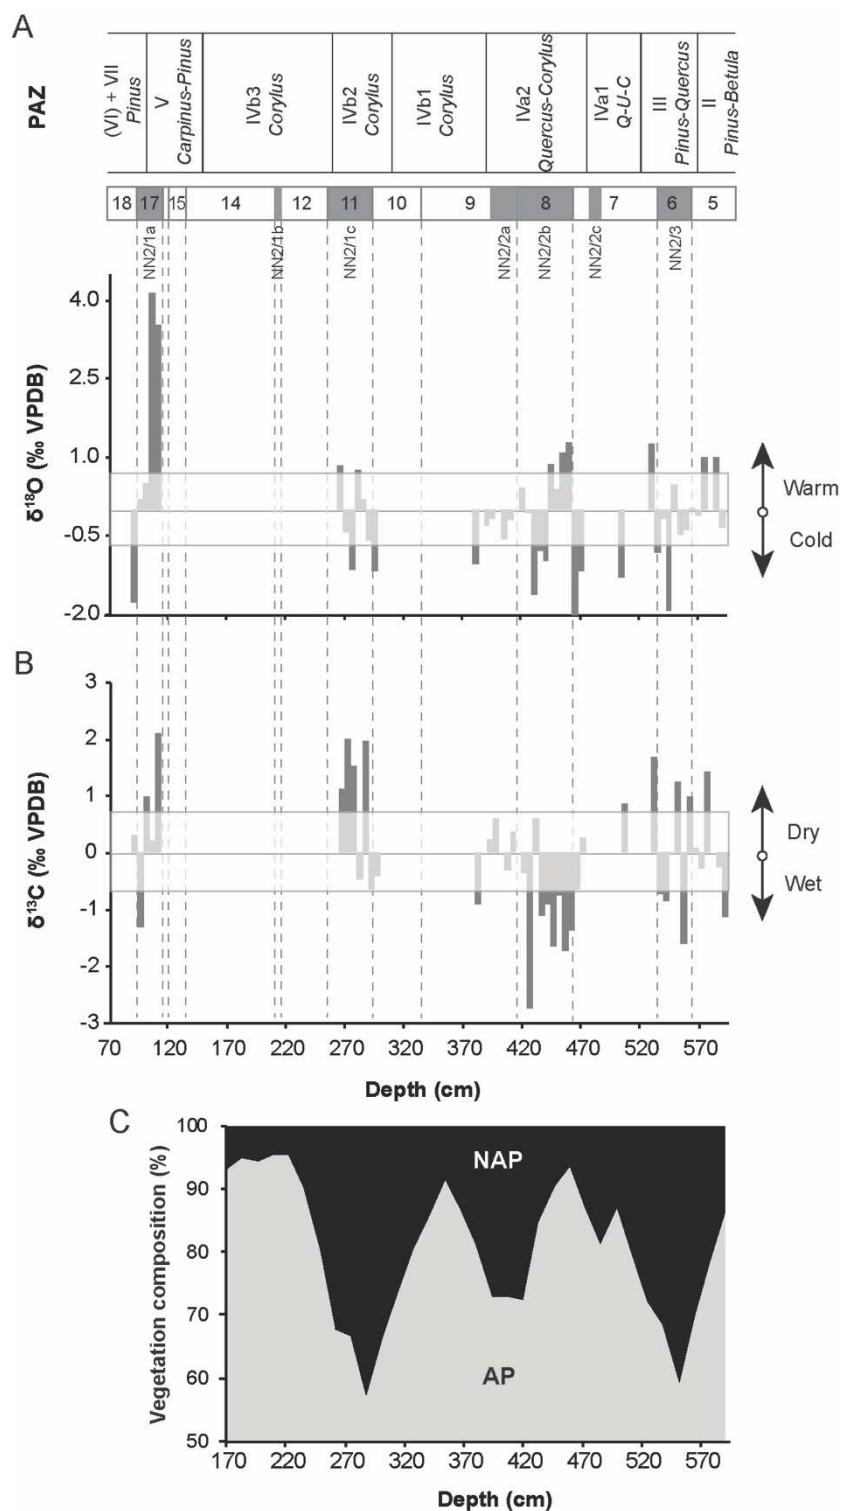 A
PAZ
(VI) + VII
Pinus
V
Carpinus-Pinus
IVb3
Corylus
IVb2
Corylus
IVb1
Corylus
IVa2
Quercus-Corylus
IVa1
Q-U-C
III
Pinus-Quercus
II
Pinus-Betula
18 17 15 14 12 11 10 9 8 7 6 5
NN2/1a NN2/1b NN2/1c NN2/2a NN2/2b NN2/2c NN2/3
δ¹⁸O (‰ VPDB)
4.0
2.5
1.0
-0.5
-2.0
Warm
Cold
B
δ¹³C (‰ VPDB)
3
2
1
0
-1
-2
-3
Dry
Wet
70 120 170 220 270 320 370 420 470 520 570
Depth (cm)
C
Vegetation composition (%)
100
90
80
70
60
50
NAP
AP
170 220 270 320 370 420 470 520 570
Depth (cm)